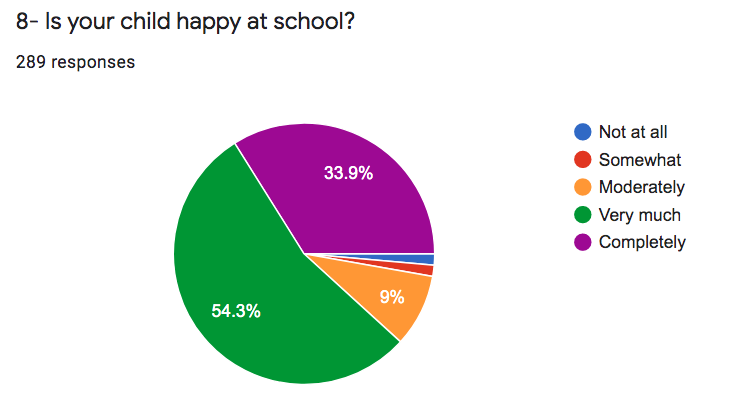 8- Is your child happy at school?
289 responses
33.9%
54.3%
9%
Not at all
Somewhat
Moderately
Very much
Completely